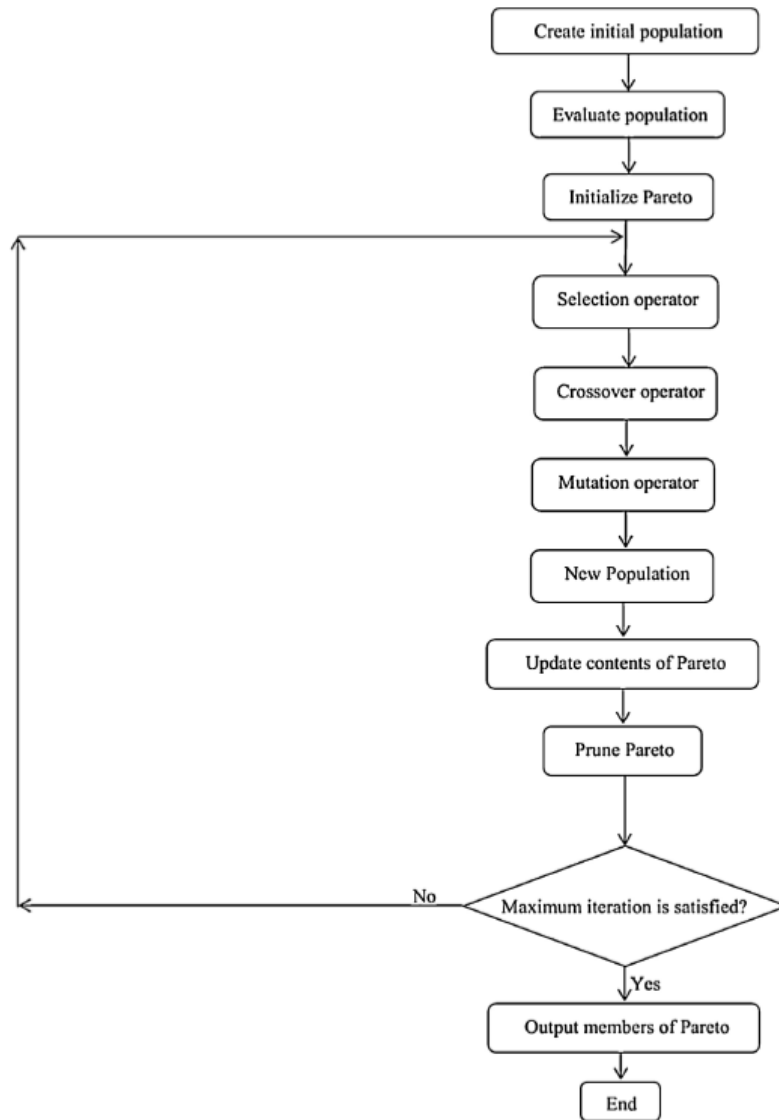 Create initial population
Evaluate population
Initialize Pareto
Selection operator
Crossover operator
Mutation operator
New Population
Update contents of Pareto
Prune Pareto
No
Maximum iteration is satisfied?
Yes
Output members of Pareto
End